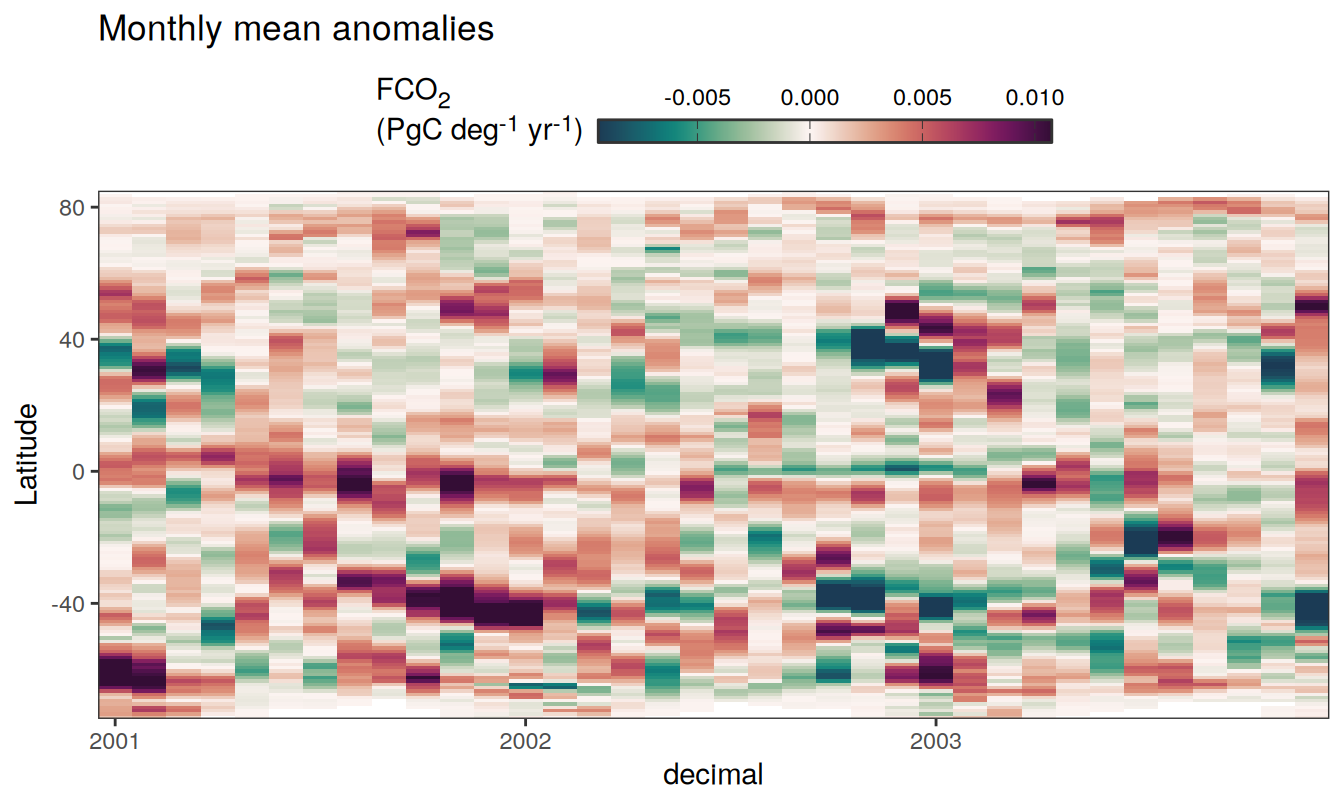 Monthly mean anomalies
FCO₂
(PgC deg⁻¹ yr⁻¹)
-0.005 0.000 0.005 0.010
Latitude
80
40
0
-40
2001 2002 2003
decimal